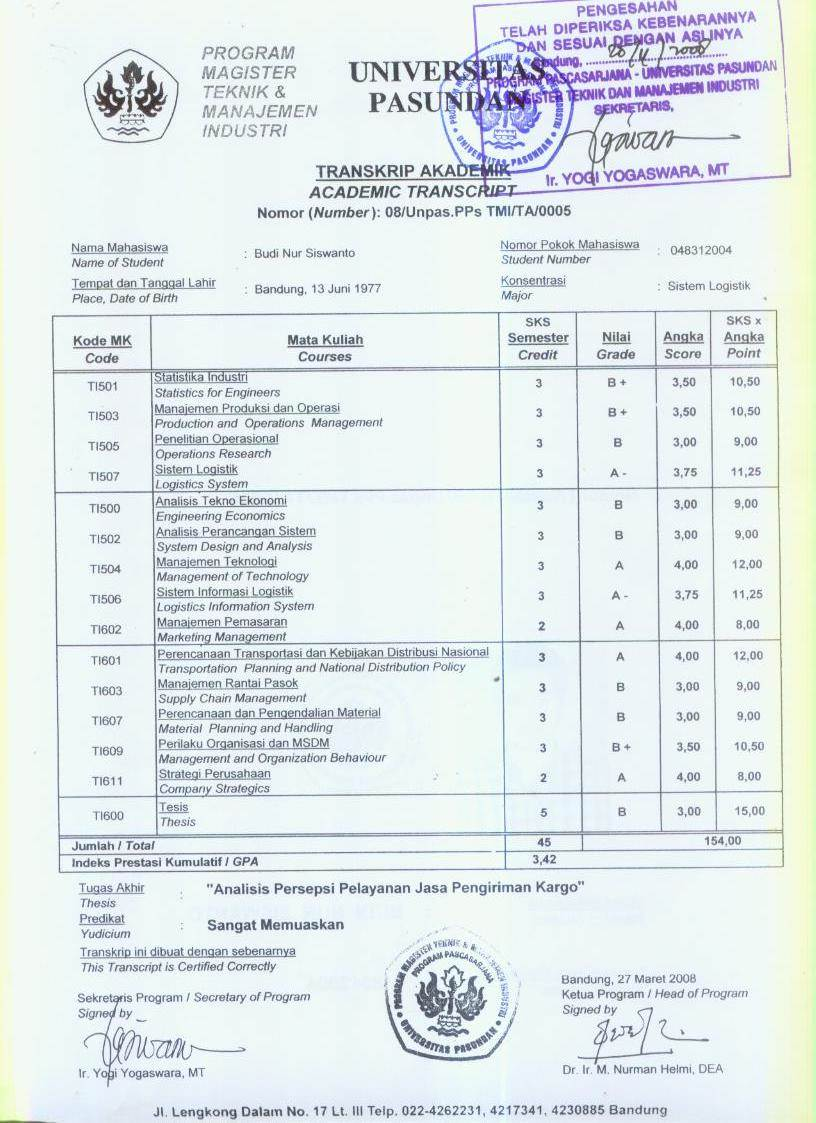 PENGESAHAN
TELAH DIPERIKSA KEBENARANNYA
DAN SESUAI DENGAN ASLINYA
Bandung, 20/11/2008
PROGRAM PASCASARJANA - UNIVERSITAS PASUNDAN
MAGISTER TEKNIK DAN MANAJEMEN INDUSTRI
SEKRETARIS,
Ir. YOGI YOGASWARA, MT
PROGRAM
MAGISTER
TEKNIK &
MANAJEMEN
INDUSTRI
UNIVERSITAS
PASUNDAN
TRANSKRIP AKADEMIK
ACADEMIC TRANSCRIPT
Nomor (Number): 08/Unpas.PPs TMI/TA/0005
Nama Mahasiswa : Budi Nur Siswanto
Name of Student
Nomor Pokok Mahasiswa : 048312004
Student Number
Tempat dan Tanggal Lahir : Bandung, 13 Juni 1977
Place, Date of Birth
Konsentrasi : Sistem Logistik
Major
Kode MK Mata Kuliah SKS Semester Nilai Angka SKS x Angka
Code Courses Credit Grade Score Point
TI501 Statistika Industri 3 B + 3,50 10,50
Statistics for Engineers
TI503 Manajemen Produksi dan Operasi 3 B + 3,50 10,50
Production and Operations Management
TI505 Penelitian Operasional 3 B 3,00 9,00
Operations Research
TI507 Sistem Logistik 3 A - 3,75 11,25
Logistics System
TI500 Analisis Tekno Ekonomi 3 B 3,00 9,00
Engineering Economics
TI502 Analisis Perancangan Sistem 3 B 3,00 9,00
System Design and Analysis
TI504 Manajemen Teknologi 3 A 4,00 12,00
Management of Technology
TI506 Sistem Informasi Logistik 3 A - 3,75 11,25
Logistics Information System
TI602 Manajemen Pemasaran 2 A 4,00 8,00
Marketing Management
TI601 Perencanaan Transportasi dan Kebijakan Distribusi Nasional 3 A 4,00 12,00
Transportation Planning and National Distribution Policy
TI603 Manajemen Rantai Pasok 3 B 3,00 9,00
Supply Chain Management
TI607 Perencanaan dan Pengendalian Material 3 B 3,00 9,00
Material Planning and Handling
TI609 Perilaku Organisasi dan MSDM 3 B + 3,50 10,50
Management and Organization Behaviour
TI611 Strategi Perusahaan 2 A 4,00 8,00
Company Strategics
TI600 Tesis 5 B 3,00 15,00
Thesis
Jumlah / Total 45 154,00
Indeks Prestasi Kumulatif / GPA 3,42
Tugas Akhir : "Analisis Persepsi Pelayanan Jasa Pengiriman Kargo"
Thesis
Predikat : Sangat Memuaskan
Yudicium
Transkrip ini dibuat dengan sebenarnya
This Transcript is Certified Correctly
Sekretaris Program / Secretary of Program
Signed by
Ir. Yogi Yogaswara, MT
PROGRAM PASCASARJANA
UNIVERSITAS PASUNDAN
Bandung, 27 Maret 2008
Ketua Program / Head of Program
Signed by
Dr. Ir. M. Nurman Helmi, DEA
Jl. Lengkong Dalam No. 17 Lt. III Telp. 022-4262231, 4217341, 4230885 Bandung